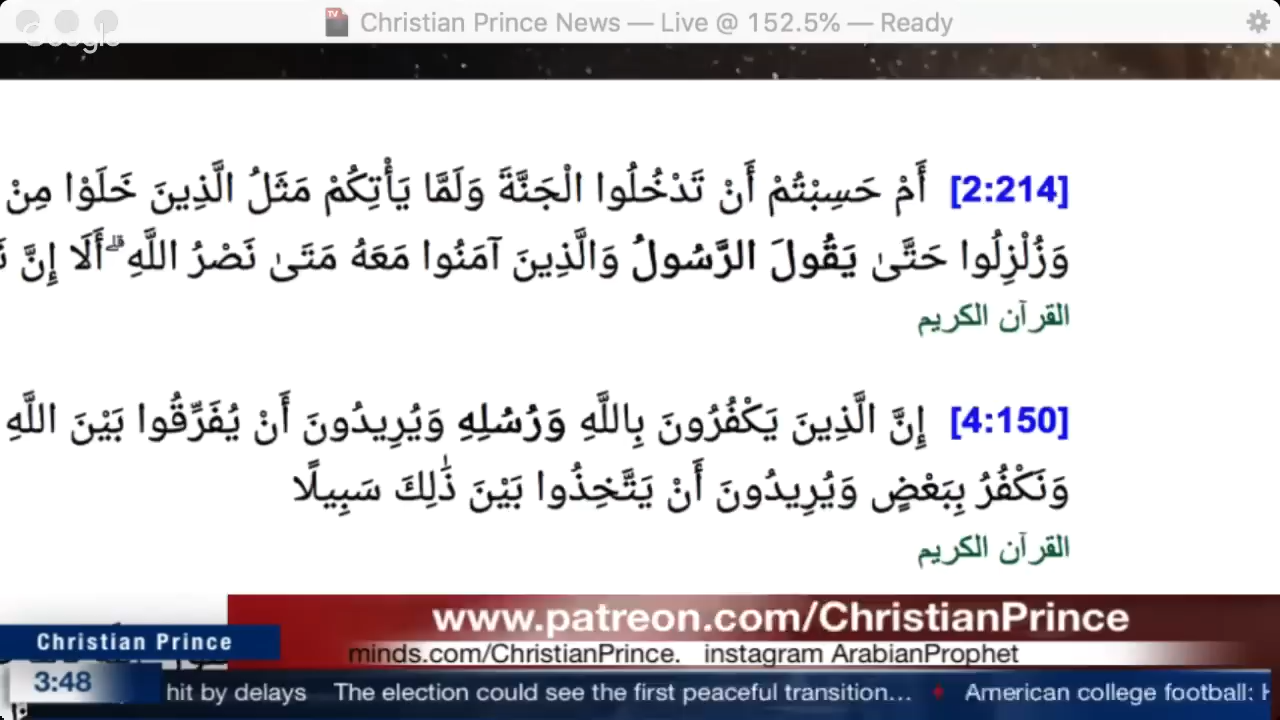 Christian Prince News — Live @ 152.5% — Ready
Google
[2:214] أَمْ حَسِبْتُمْ أَنْ تَدْخُلُوا الْجَنَّةَ وَلَمَّا يَأْتِكُمْ مَثَلُ الَّذِينَ خَلَوْا مِنْ
وَزُلْزِلُوا حَتَّىٰ يَقُولَ الرَّسُولُ وَالَّذِينَ آمَنُوا مَعَهُ مَتَىٰ نَصْرُ اللَّهِ ۗ أَلَا إِنَّ
القرآن الكريم
[4:150] إِنَّ الَّذِينَ يَكْفُرُونَ بِاللَّهِ وَرُسُلِهِ وَيُرِيدُونَ أَنْ يُفَرِّقُوا بَيْنَ اللَّهِ
وَنَكْفُرُ بِبَعْضٍ وَيُرِيدُونَ أَنْ يَتَّخِذُوا بَيْنَ ذَٰلِكَ سَبِيلًا
القرآن الكريم
www.patreon.com/ChristianPrince
Christian Prince
minds.com/ChristianPrince. instagram ArabianProphet
3:48
hit by delays The election could see the first peaceful transition... American college football: